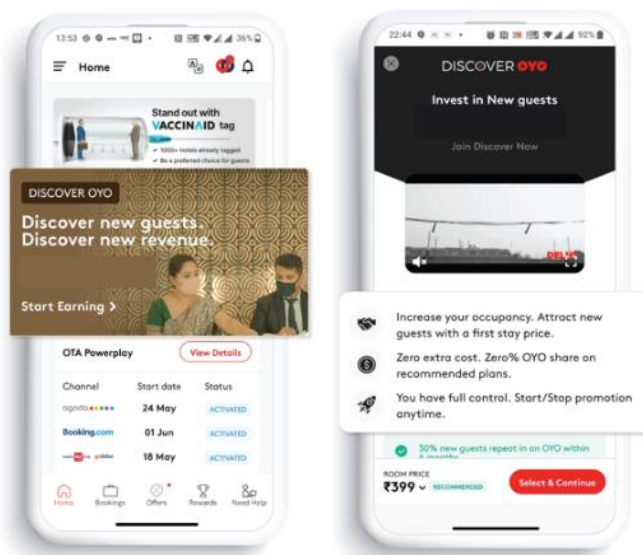 13:53
36%
Home
Stand out with
VACCINAID tag
✓ 1000+ hotels already tagged
✓ Be a preferred choice for guests
DISCOVER OYO
Discover new guests.
Discover new revenue.
Start Earning >
OTA Powerplay
View Details
Channel Start date Status
agoda 24 May ACTIVATED
Booking.com 01 Jun ACTIVATED
18 May ACTIVATED
Home Bookings Offers Rewards Need Help
22:44
92%
DISCOVER OYO
Invest in New guests
Join Discover Now
DELHI
Increase your occupancy. Attract new
guests with a first stay price.
Zero extra cost. Zero% OYO share on
recommended plans.
You have full control. Start/Stop promotion
anytime.
30% new guests repeat in an OYO within
6 months
ROOM PRICE
₹399 RECOMMENDED
Select & Continue